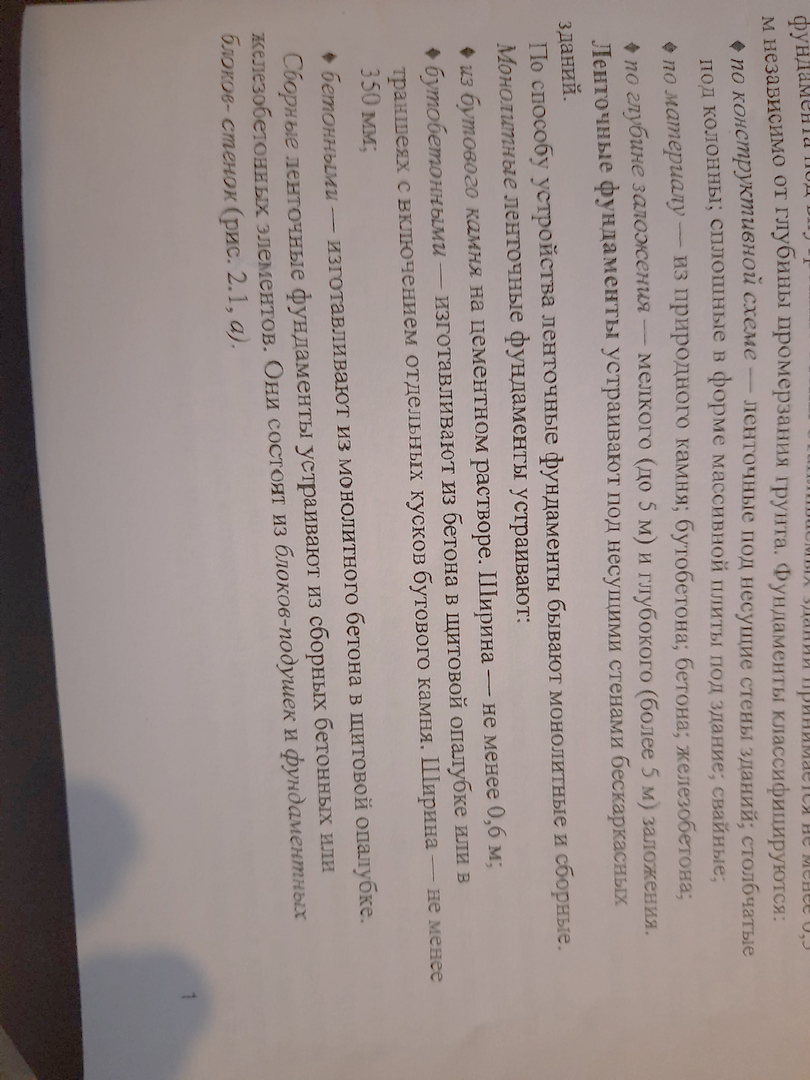 фундамента под
м независимо от глубины промерзания грунта. Фундаменты классифицируются:
♦ по конструктивной схеме — ленточные под несущие стены зданий; столбчатые
под колонны; сплошные в форме массивной плиты под здание; свайные;
♦ по материалу — из природного камня; бутобетона; бетона; железобетона;
♦ по глубине заложения — мелкого (до 5 м) и глубокого (более 5 м) заложения.
Ленточные фундаменты устраивают под несущими стенами бескаркасных
зданий.
По способу устройства ленточные фундаменты бывают монолитные и сборные.
Монолитные ленточные фундаменты устраивают:
♦ из бутового камня на цементном растворе. Ширина — не менее 0,6 м;
♦ бутобетонными — изготавливают из бетона в щитовой опалубке или в
траншеях с включением отдельных кусков бутового камня. Ширина — не менее
350 мм;
♦ бетонными — изготавливают из монолитного бетона в щитовой опалубке.
Сборные ленточные фундаменты устраивают из сборных бетонных или
железобетонных элементов. Они состоят из блоков-подушек и фундаментных
блоков- стенок (рис. 2.1, а).
1